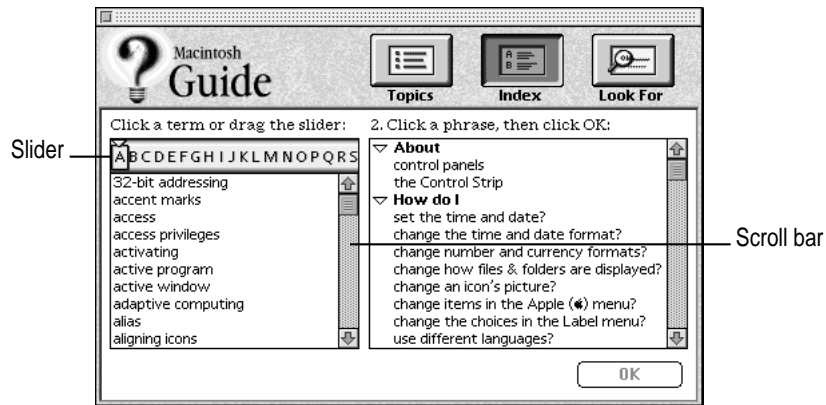 Macintosh
Guide
Topics
Index
Look For
Click a term or drag the slider:
2. Click a phrase, then click OK:
Slider
A B C D E F G H I J K L M N O P Q R S
32-bit addressing
accent marks
access
access privileges
activating
active program
active window
adaptive computing
alias
aligning icons
About
control panels
the Control Strip
How do I
set the time and date?
change the time and date format?
change number and currency formats?
change how files & folders are displayed?
change an icon's picture?
change items in the Apple () menu?
change the choices in the Label menu?
use different languages?
Scroll bar
OK